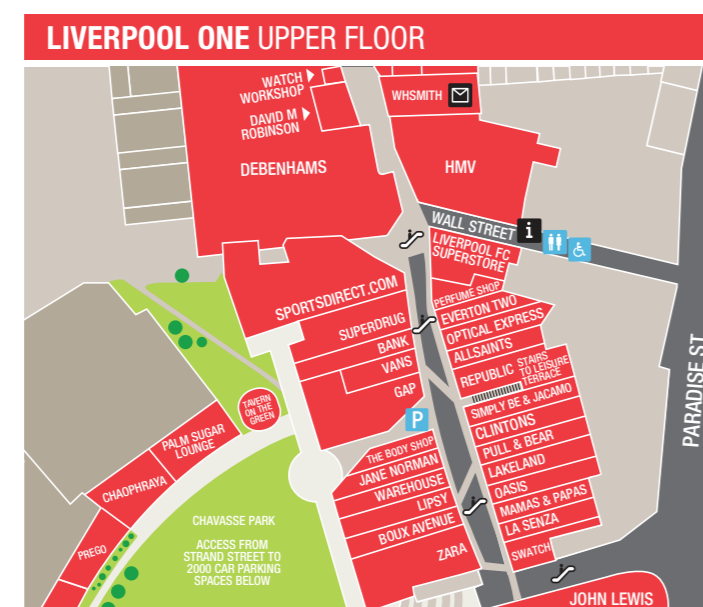 LIVERPOOL ONE UPPER FLOOR
WATCH
WORKSHOP
DAVID M
ROBINSON
DEBENHAMS
WHSMITH
HMV
WALL STREET
i
LIVERPOOL FC
SUPERSTORE
SPORTSDIRECT.COM
SUPERDRUG
BANK
VANS
GAP
P
PERFUME SHOP
EVERTON TWO
OPTICAL EXPRESS
ALLSAINTS
REPUBLIC
STAIRS
TO LEISURE
TERRACE
SIMPLY BE & JACAMO
CLINTONS
PULL & BEAR
LAKELAND
OASIS
MAMAS & PAPAS
LA SENZA
SWATCH
PARADISE ST
TAVERN
ON THE
GREEN
PALM SUGAR
LOUNGE
CHAOPHRAYA
PREGO
THE BODY SHOP
JANE NORMAN
WAREHOUSE
LIPSY
BOUX AVENUE
ZARA
CHAVASSE PARK
ACCESS FROM
STRAND STREET TO
2000 CAR PARKING
SPACES BELOW
JOHN LEWIS